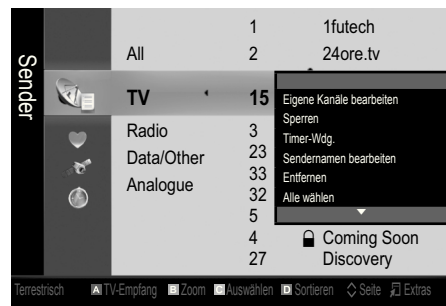 Sender
1 1futech
All 2 24ore.tv
TV 15
Eigene Kanäle bearbeiten
Sperren
Timer-Wdg.
Sendernamen bearbeiten
Entfernen
Alle wählen
Radio 3
Data/Other 23
Analogue 33
32
5
4 Coming Soon
27 Discovery
Terrestrisch A TV-Empfang B Zoom C Auswählen D Sortieren Seite Extras